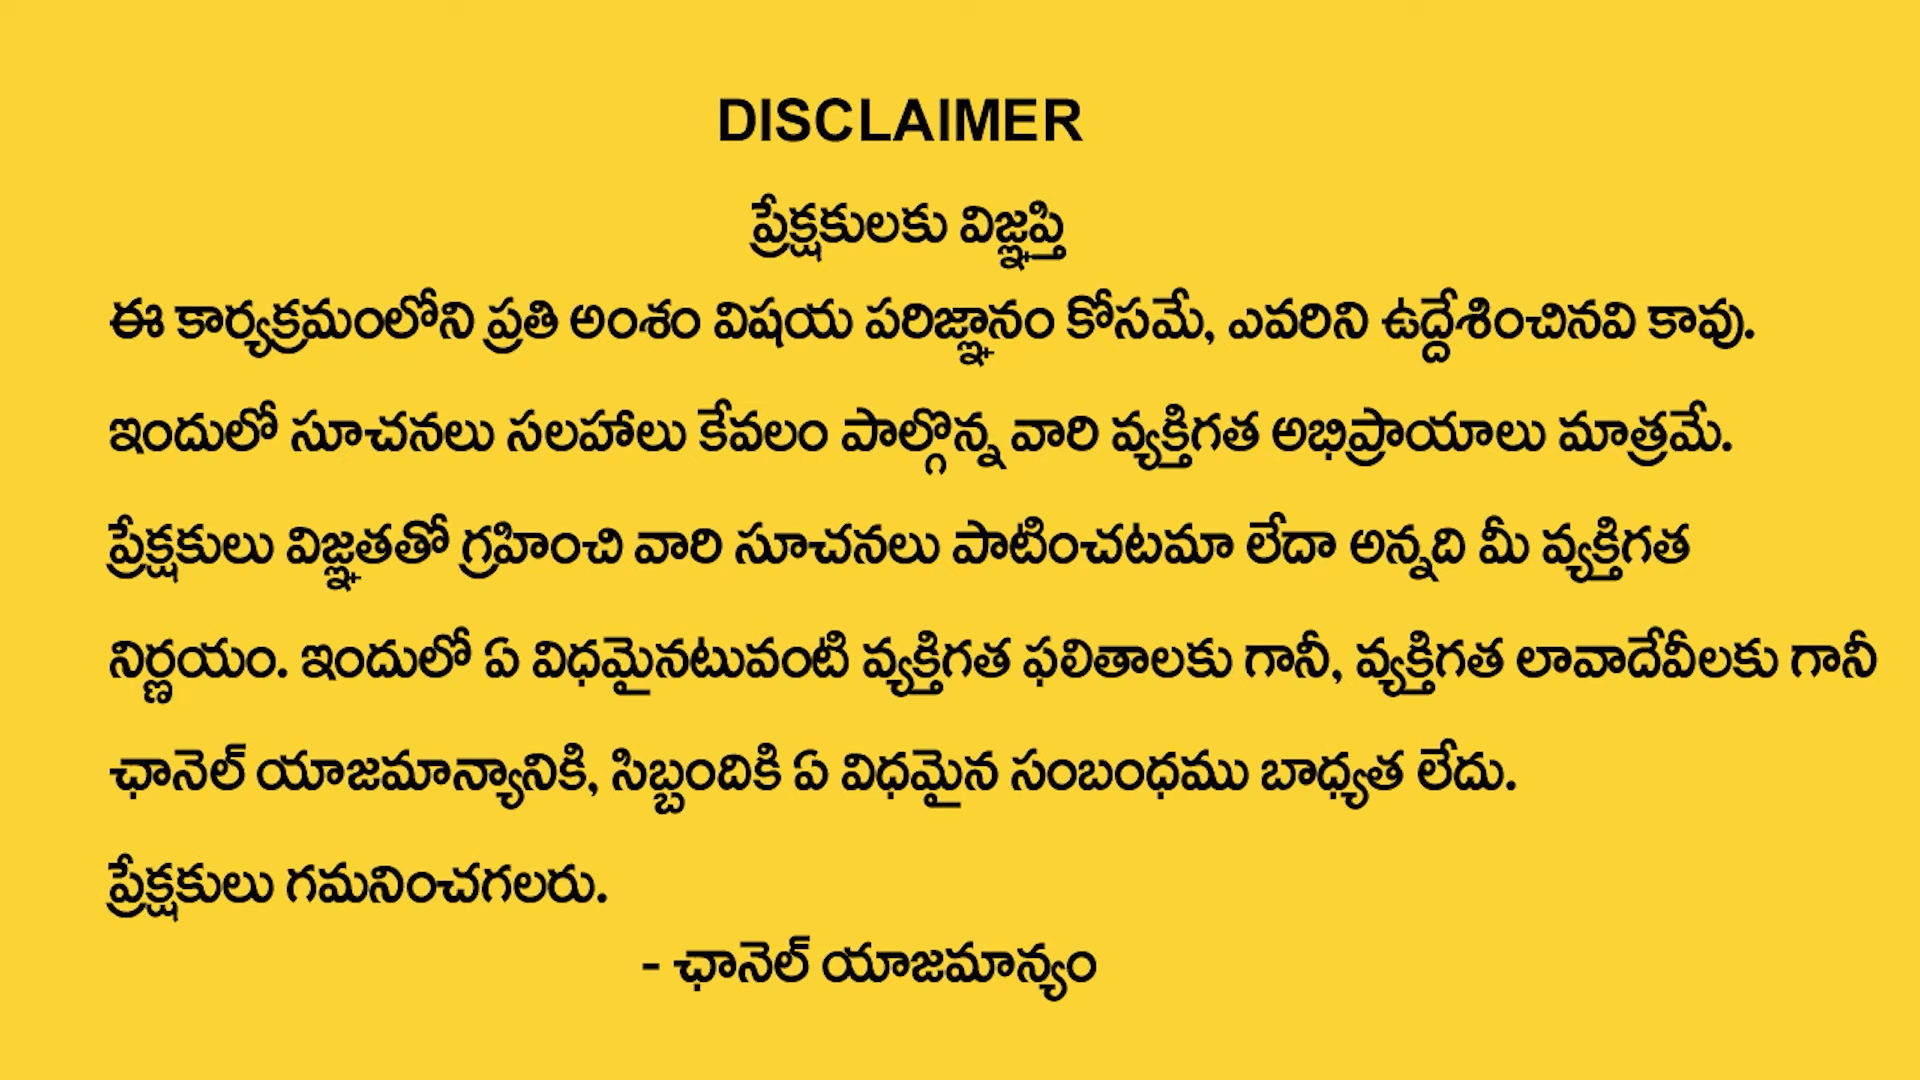 DISCLAIMER
ప్రేక్షకులకు విజ్ఞప్తి
ఈ కార్యక్రమంలోని ప్రతి అంశం విషయ పరిజ్ఞానం కోసమే, ఎవరిని ఉద్దేశించినవి కావు.
ఇందులో సూచనలు సలహాలు కేవలం పాల్గొన్న వారి వ్యక్తిగత అభిప్రాయాలు మాత్రమే.
ప్రేక్షకులు విజ్ఞతతో గ్రహించి వారి సూచనలు పాటించటమా లేదా అన్నది మీ వ్యక్తిగత
నిర్ణయం. ఇందులో ఏ విధమైనటువంటి వ్యక్తిగత ఫలితాలకు గానీ, వ్యక్తిగత లావాదేవీలకు గానీ
ఛానెల్ యాజమాన్యానికి, సిబ్బందికి ఏ విధమైన సంబంధము బాధ్యత లేదు.
ప్రేక్షకులు గమనించగలరు.
- ఛానెల్ యాజమాన్యం